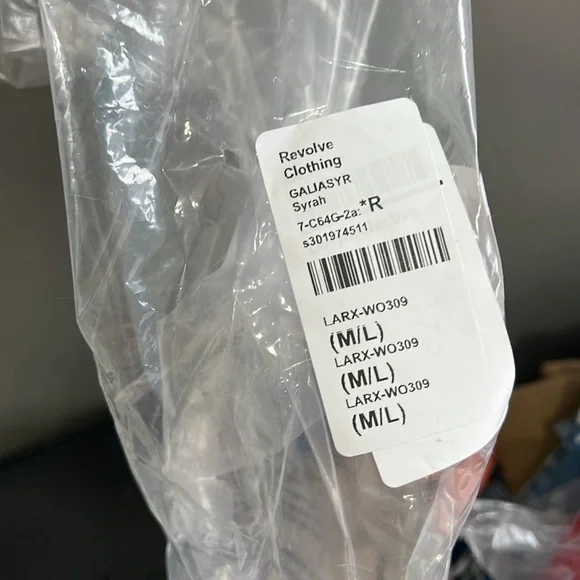 Revolve
Clothing
GALIASYR
Syrah
7-C64G-2a:*R
s301974511
LARX-WO309
(M/L)
LARX-WO309
(M/L)
LARX-WO309
(M/L)